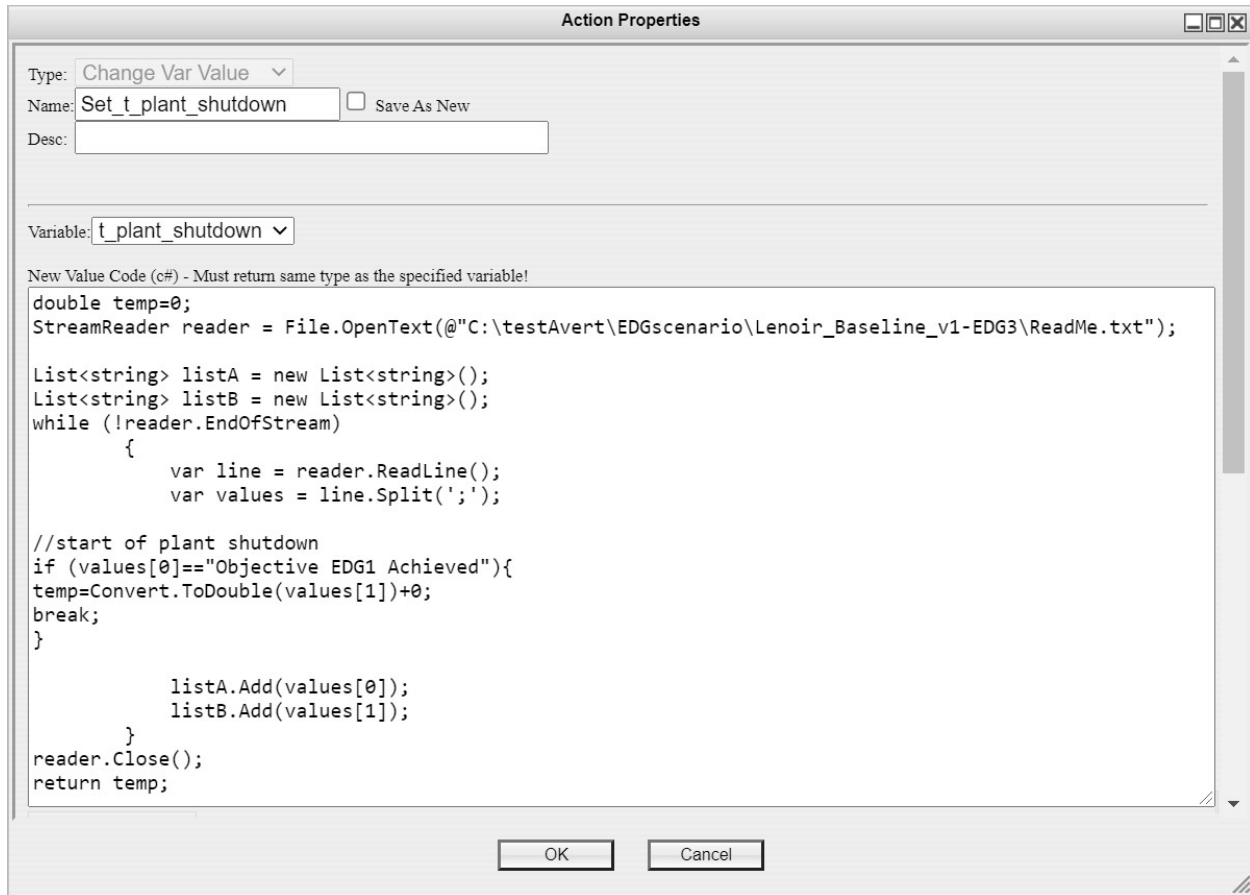 Action Properties
Type: Change Var Value
Name: Set_t_plant_shutdown Save As New
Desc:
Variable: t_plant_shutdown
New Value Code (c#) - Must return same type as the specified variable!
double temp=0;
StreamReader reader = File.OpenText(@"C:\testAvert\EDGscenario\Lenoir_Baseline_v1-EDG3\ReadMe.txt");
List<string> listA = new List<string>();
List<string> listB = new List<string>();
while (!reader.EndOfStream)
{
var line = reader.ReadLine();
var values = line.Split(';');
//start of plant shutdown
if (values[0]=="Objective EDG1 Achieved"){
temp=Convert.ToDouble(values[1])+0;
break;
}
listA.Add(values[0]);
listB.Add(values[1]);
}
reader.Close();
return temp;
OK Cancel